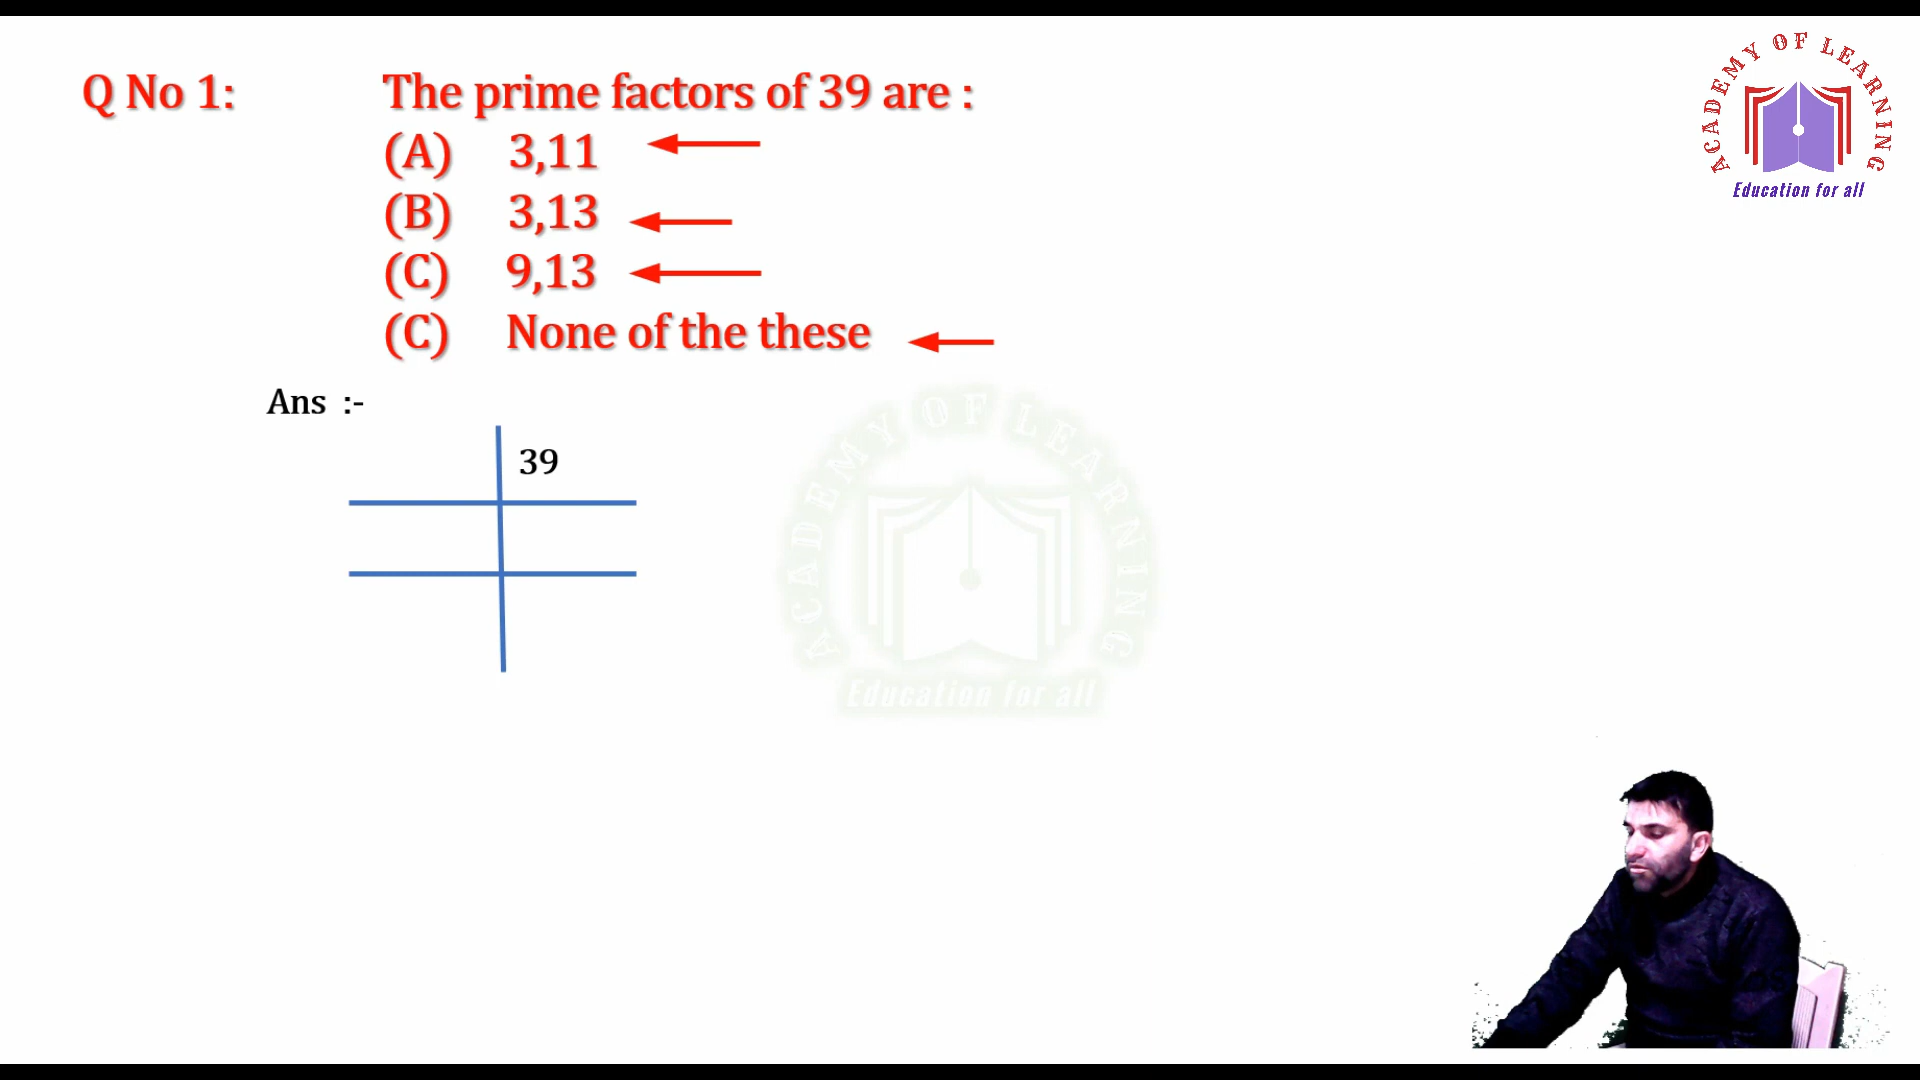 Q No 1: The prime factors of 39 are :
(A) 3,11
(B) 3,13
(C) 9,13
(C) None of the these
Ans :-
39
ACADEMY OF LEARNING
Education for all
ACADEMY OF LEARNING
Education for all